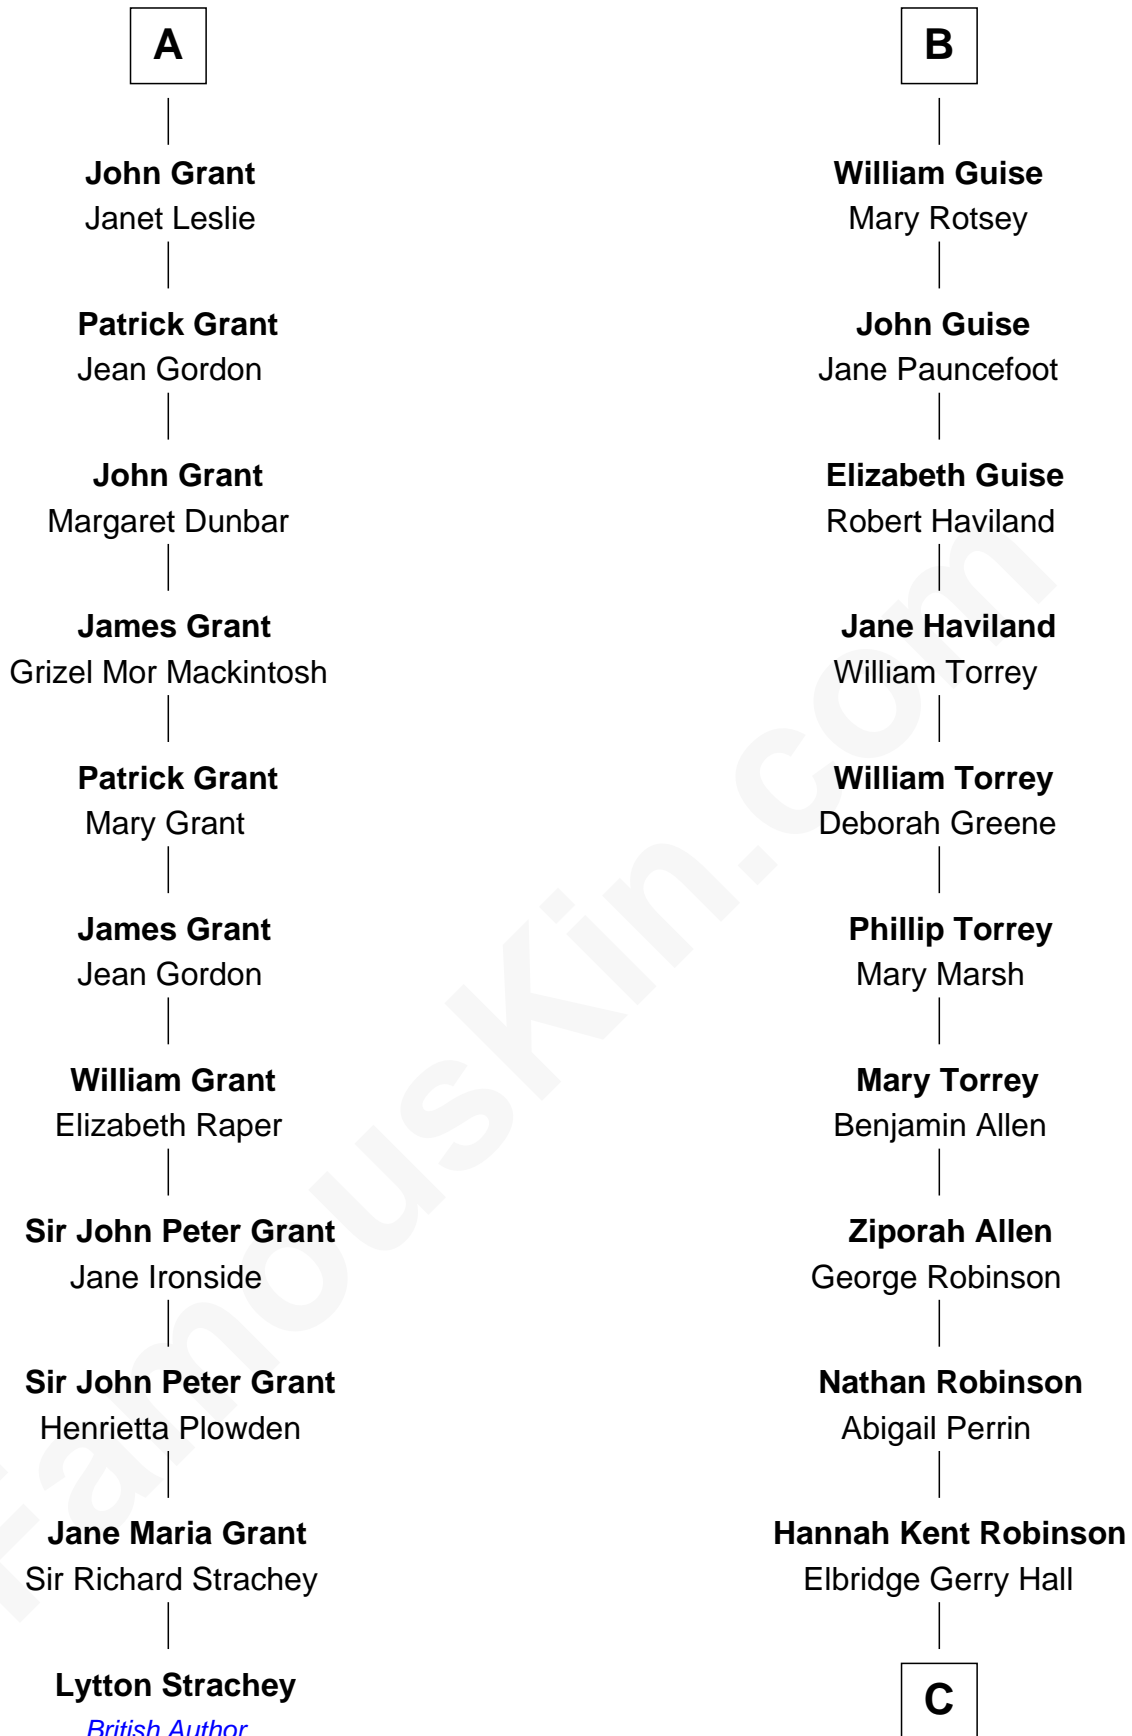 A
John Grant
Janet Leslie
Patrick Grant
Jean Gordon
John Grant
Margaret Dunbar
James Grant
Grizel Mor Mackintosh
Patrick Grant
Mary Grant
James Grant
Jean Gordon
William Grant
Elizabeth Raper
Sir John Peter Grant
Jane Ironside
Sir John Peter Grant
Henrietta Plowden
Jane Maria Grant
Sir Richard Strachey
Lytton Strachey
British Author
B
William Guise
Mary Rotsey
John Guise
Jane Pauncefoot
Elizabeth Guise
Robert Haviland
Jane Haviland
William Torrey
William Torrey
Deborah Greene
Phillip Torrey
Mary Marsh
Mary Torrey
Benjamin Allen
Ziporah Allen
George Robinson
Nathan Robinson
Abigail Perrin
Hannah Kent Robinson
Elbridge Gerry Hall
C
FamousKin.com